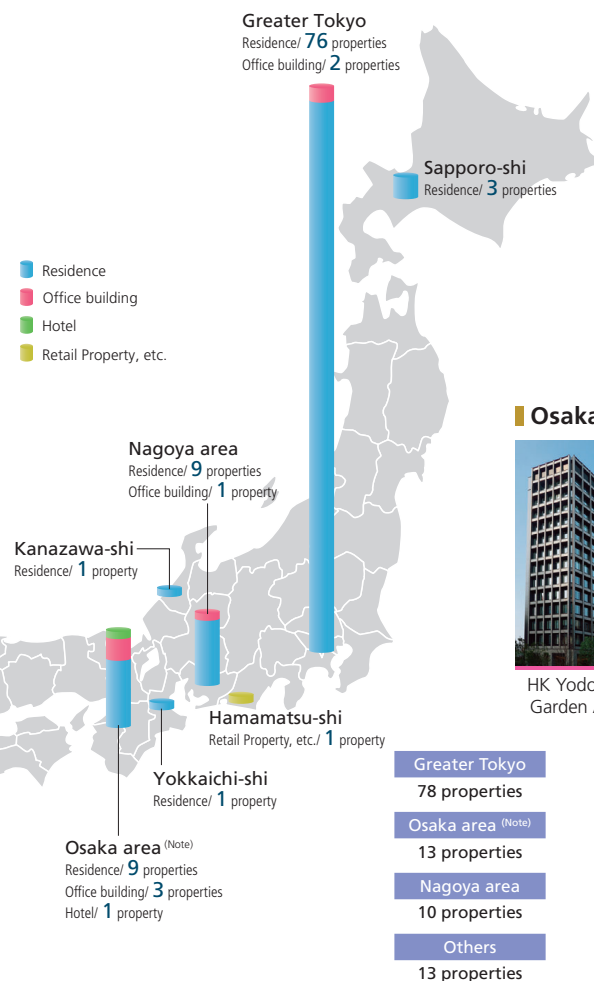 Greater Tokyo
Residence/ 76 properties
Office building/ 2 properties
Sapporo-shi
Residence/ 3 properties
Residence
Office building
Hotel
Retail Property, etc.
Osaka
Nagoya area
Residence/ 9 properties
Office building/ 1 property
Kanazawa-shi
Residence/ 1 property
HK Yodo
Garden
Hamamatsu-shi
Retail Property, etc./ 1 property
Yokkaichi-shi
Residence/ 1 property
Osaka area (Note)
Residence/ 9 properties
Office building/ 3 properties
Hotel/ 1 property
Greater Tokyo
78 properties
Osaka area (Note)
13 properties
Nagoya area
10 properties
Others
13 properties